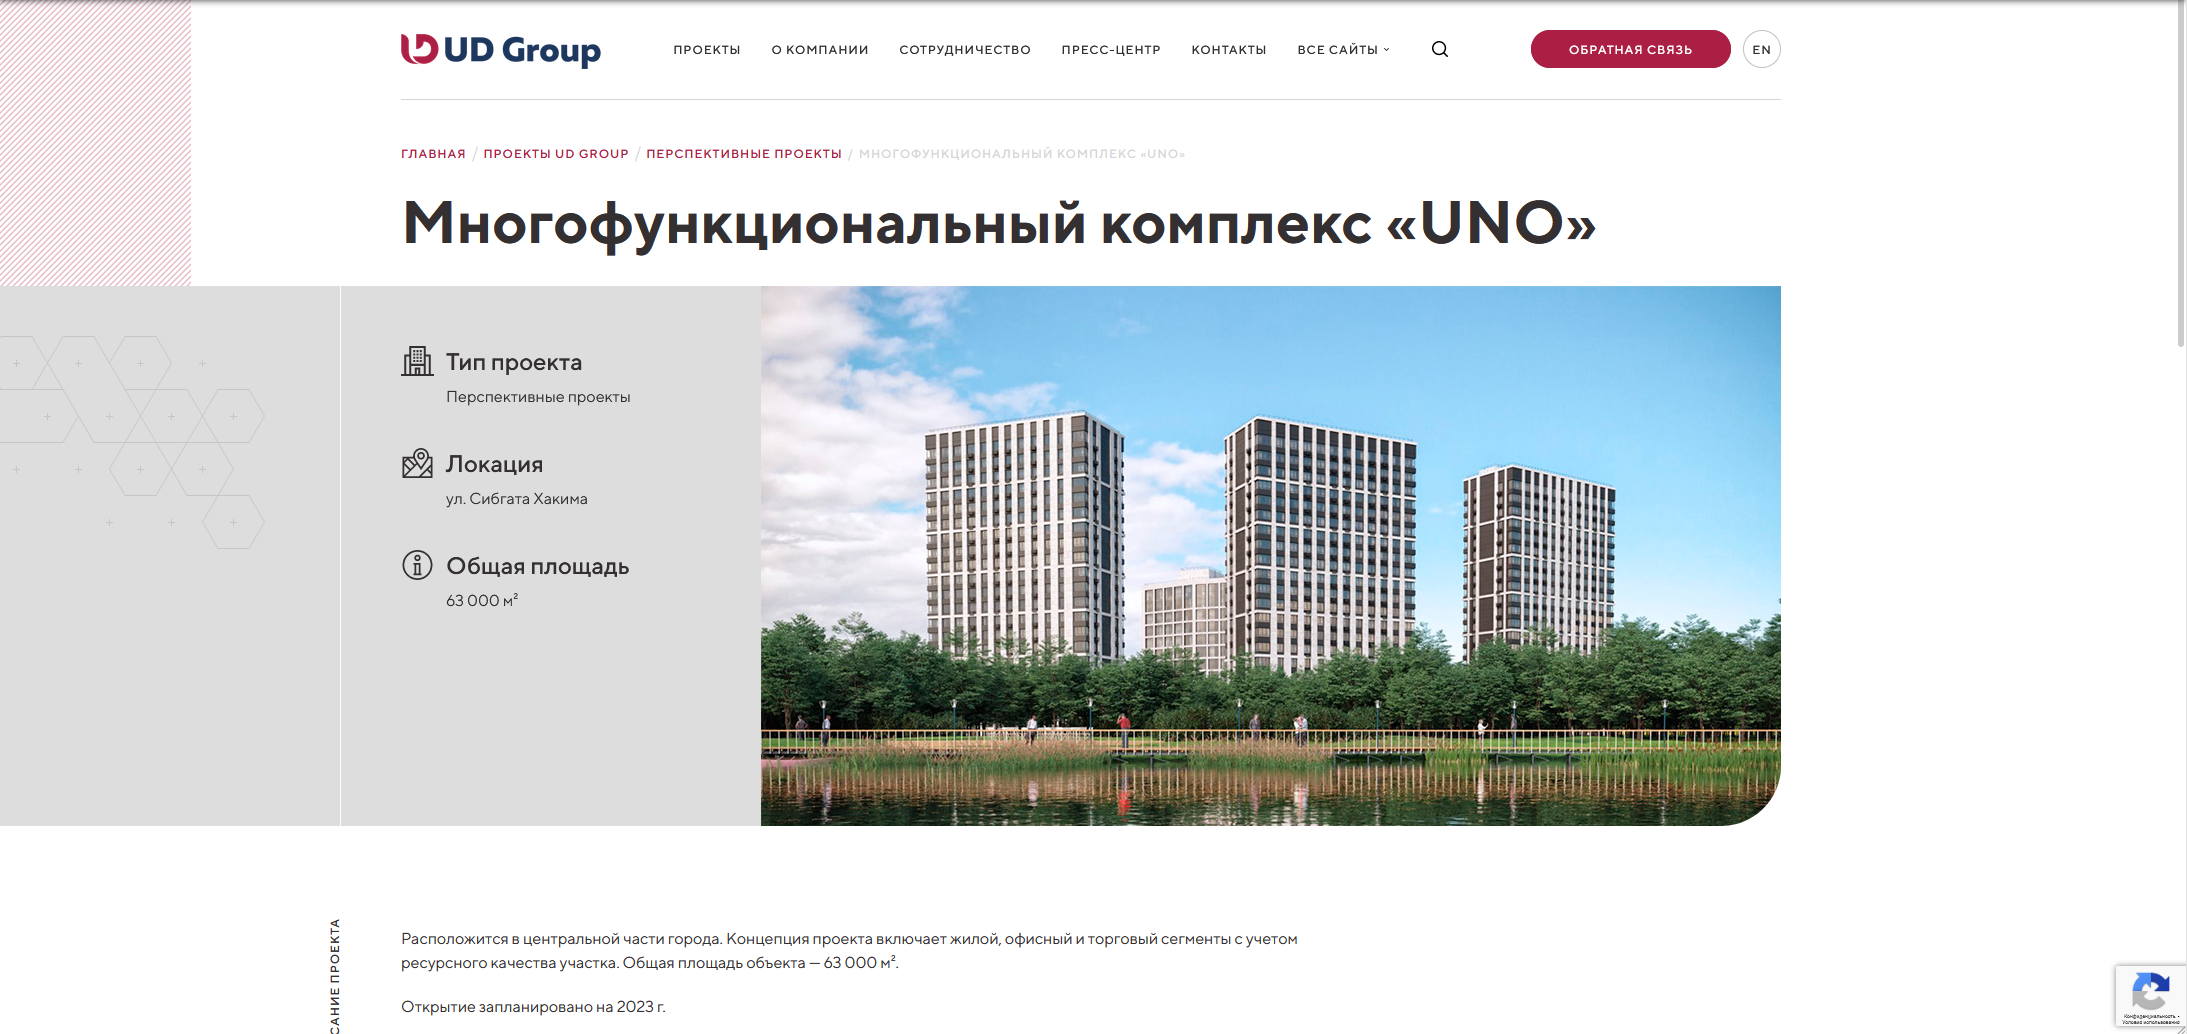 UD Group
ПРОЕКТЫ О КОМПАНИИ СОТРУДНИЧЕСТВО ПРЕСС-ЦЕНТР КОНТАКТЫ ВСЕ САЙТЫ
ОБРАТНАЯ СВЯЗЬ
EN
ГЛАВНАЯ / ПРОЕКТЫ UD GROUP / ПЕРСПЕКТИВНЫЕ ПРОЕКТЫ / МНОГОФУНКЦИОНАЛЬНЫЙ КОМПЛЕКС «UNO»
Многофункциональный комплекс «UNO»
Тип проекта
Перспективные проекты
Локация
ул. Сибгата Хакима
Общая площадь
63 000 м²
САНИЕ ПРОЕКТА
Расположится в центральной части города. Концепция проекта включает жилой, офисный и торговый сегменты с учетом
ресурсного качества участка. Общая площадь объекта — 63 000 м².
Открытие запланировано на 2023 г.
Конфиденциальность •
Условия использования